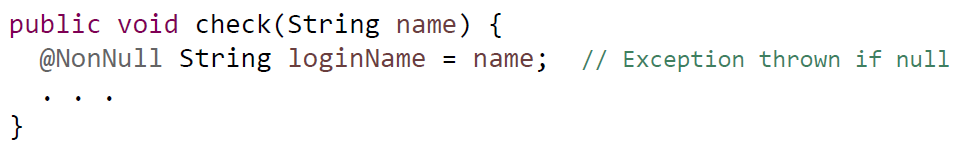 public void check(String name) {
  @NonNull String loginName = name;  // Exception thrown if null
  . . .
}